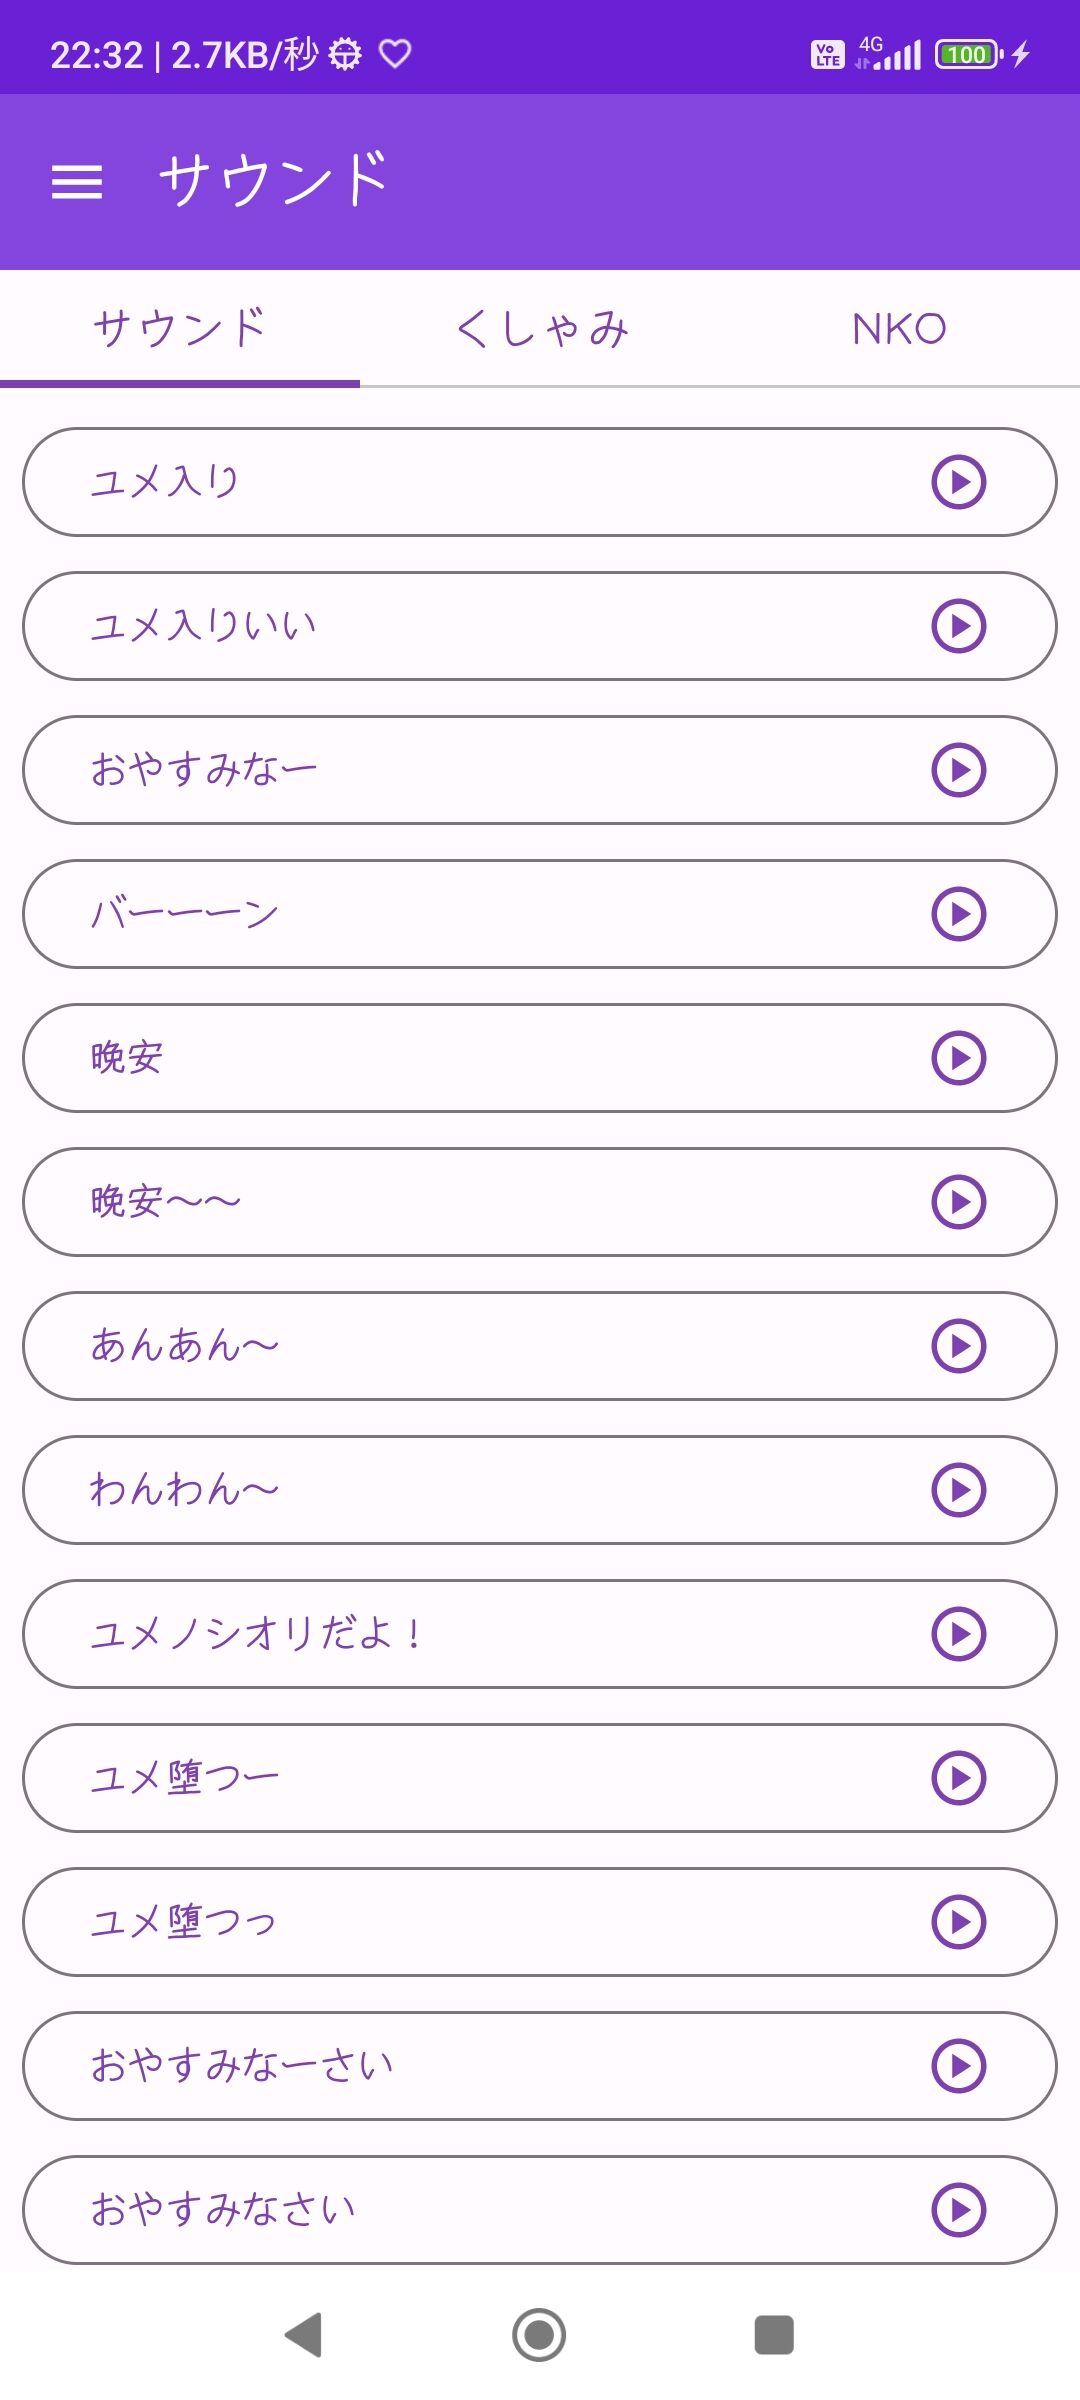 22:32 | 2.7KB/秒
Vo LTE 4G 100
サウンド
サウンド くしゃみ NKO
ユメ入り
ユメ入りいい
おやすみなー
バーーーン
晚安
晚安～～
あんあん～
わんわん～
ユメノシオリだよ！
ユメ堕つー
ユメ堕つっ
おやすみなーさい
おやすみなさい